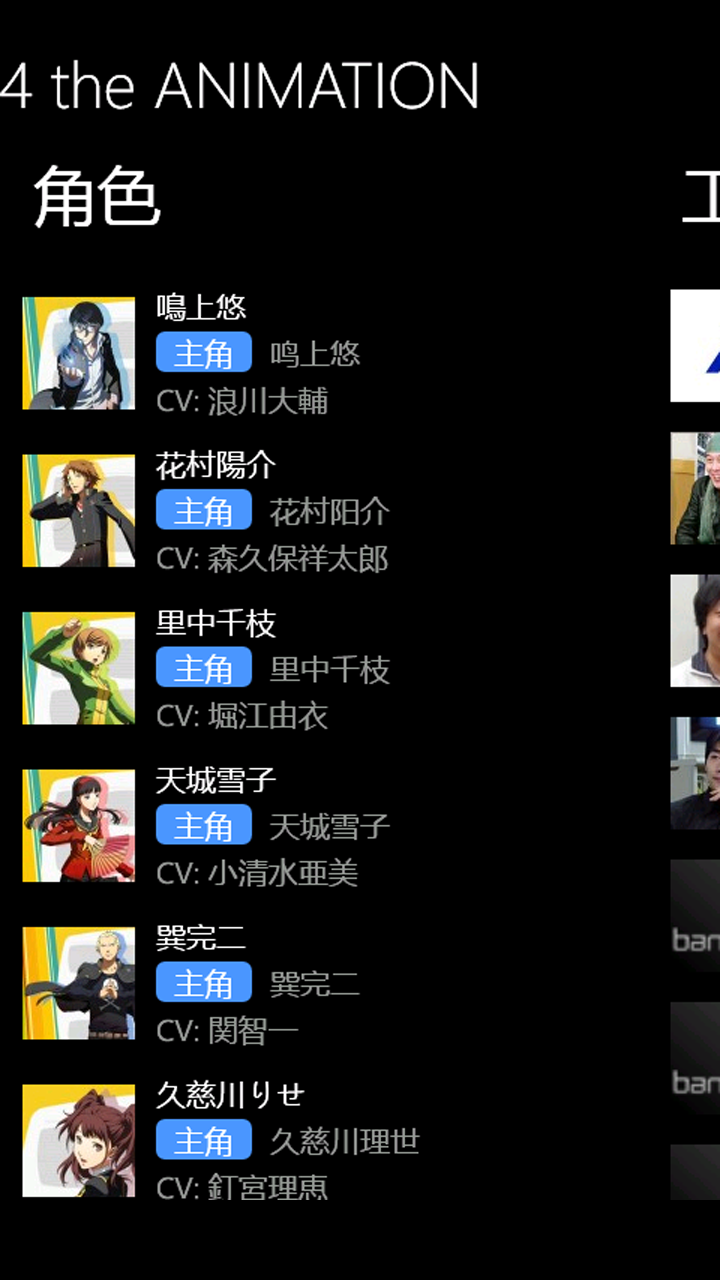 4 the ANIMATION
角色
鳴上悠
主角 鸣上悠
CV: 浪川大輔
花村陽介
主角 花村阳介
CV: 森久保祥太郎
里中千枝
主角 里中千枝
CV: 堀江由衣
天城雪子
主角 天城雪子
CV: 小清水亜美
巽完二
主角 巽完二
CV: 関智一
久慈川りせ
主角 久慈川理世
CV: 釘宮理恵
ban
ban